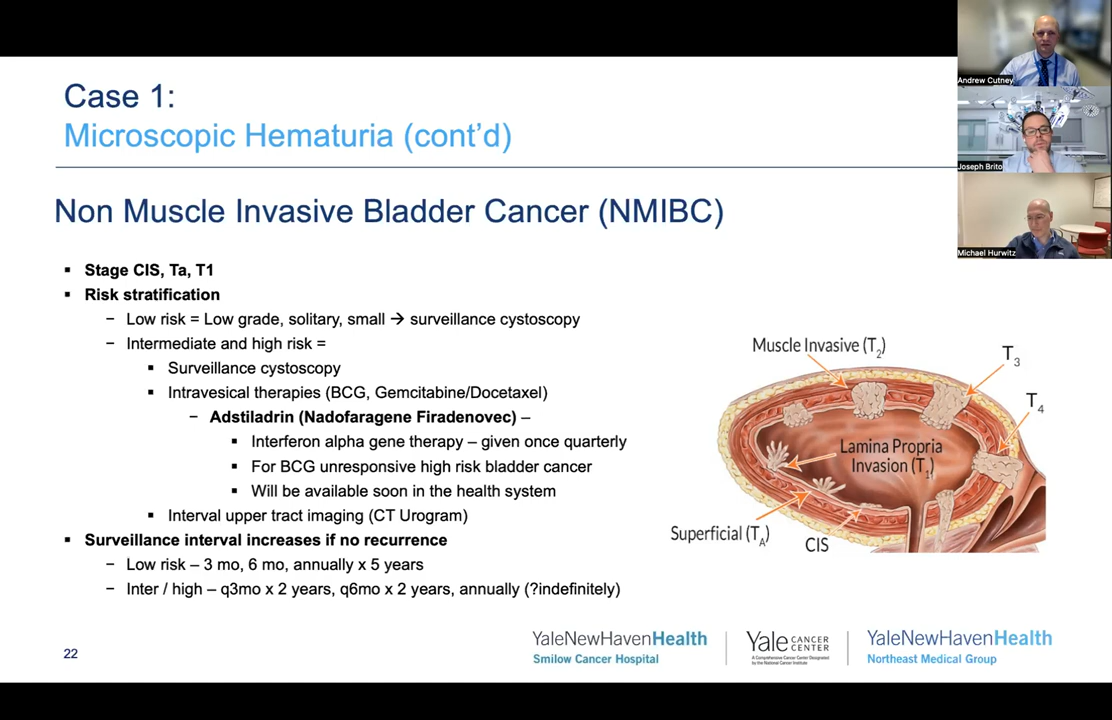 Case 1:
Microscopic Hematuria (cont'd)
Non Muscle Invasive Bladder Cancer (NMIBC)
▪ Stage CIS, Ta, T1
▪ Risk stratification
− Low risk = Low grade, solitary, small → surveillance cystoscopy
− Intermediate and high risk =
▪ Surveillance cystoscopy
▪ Intravesical therapies (BCG, Gemcitabine/Docetaxel)
− Adstiladrin (Nadofaragene Firadenovec) –
▪ Interferon alpha gene therapy – given once quarterly
▪ For BCG unresponsive high risk bladder cancer
▪ Will be available soon in the health system
▪ Interval upper tract imaging (CT Urogram)
▪ Surveillance interval increases if no recurrence
− Low risk – 3 mo, 6 mo, annually x 5 years
− Inter / high – q3mo x 2 years, q6mo x 2 years, annually (?indefinitely)
Muscle Invasive (T2)
T3
T4
Lamina Propria
Invasion (T1)
Superficial (TA)
CIS
22
YaleNewHavenHealth
Smilow Cancer Hospital
Yale CANCER
CENTER
A Comprehensive Cancer Center Designated
by the National Cancer Institute
YaleNewHavenHealth
Northeast Medical Group
Andrew Cutney
Joseph Brito
Michael Hurwitz